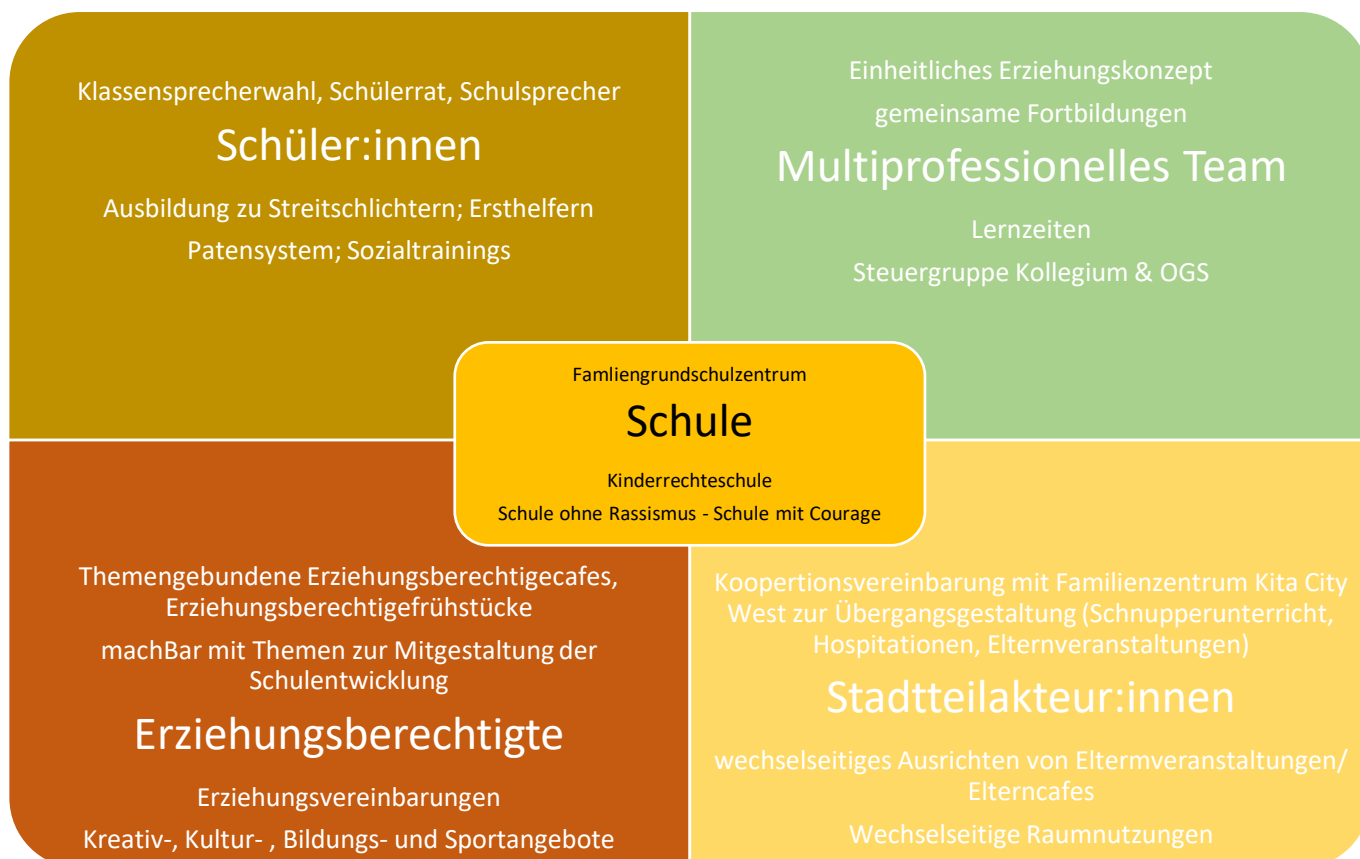 Klassensprecherwahl, Schülerrat, Schulsprecher
Schüler:innen
Ausbildung zu Streitschlichtern; Ersthelfern
Patensystem; Sozialtrainings
Einheitliches Erziehungskonzept
gemeinsame Fortbildungen
Multiprofessionelles Team
Lernzeiten
Steuergruppe Kollegium & OGS
Famliengrundschulzentrum
Schule
Kinderrechteschule
Schule ohne Rassismus - Schule mit Courage
Themengebundene Erziehungsberechtigecafes,
Erziehungsberechtigefrühstücke
machBar mit Themen zur Mitgestaltung der
Schulentwicklung
Erziehungsberechtigte
Erziehungsvereinbarungen
Kreativ-, Kultur- , Bildungs- und Sportangebote
Koopertionsvereinbarung mit Familienzentrum Kita City
West zur Übergangsgestaltung (Schnupperunterricht,
Hospitationen, Elternveranstaltungen)
Stadtteilakteur:innen
wechselseitiges Ausrichten von Eltermveranstaltungen/
Elterncafes
Wechselseitige Raumnutzungen